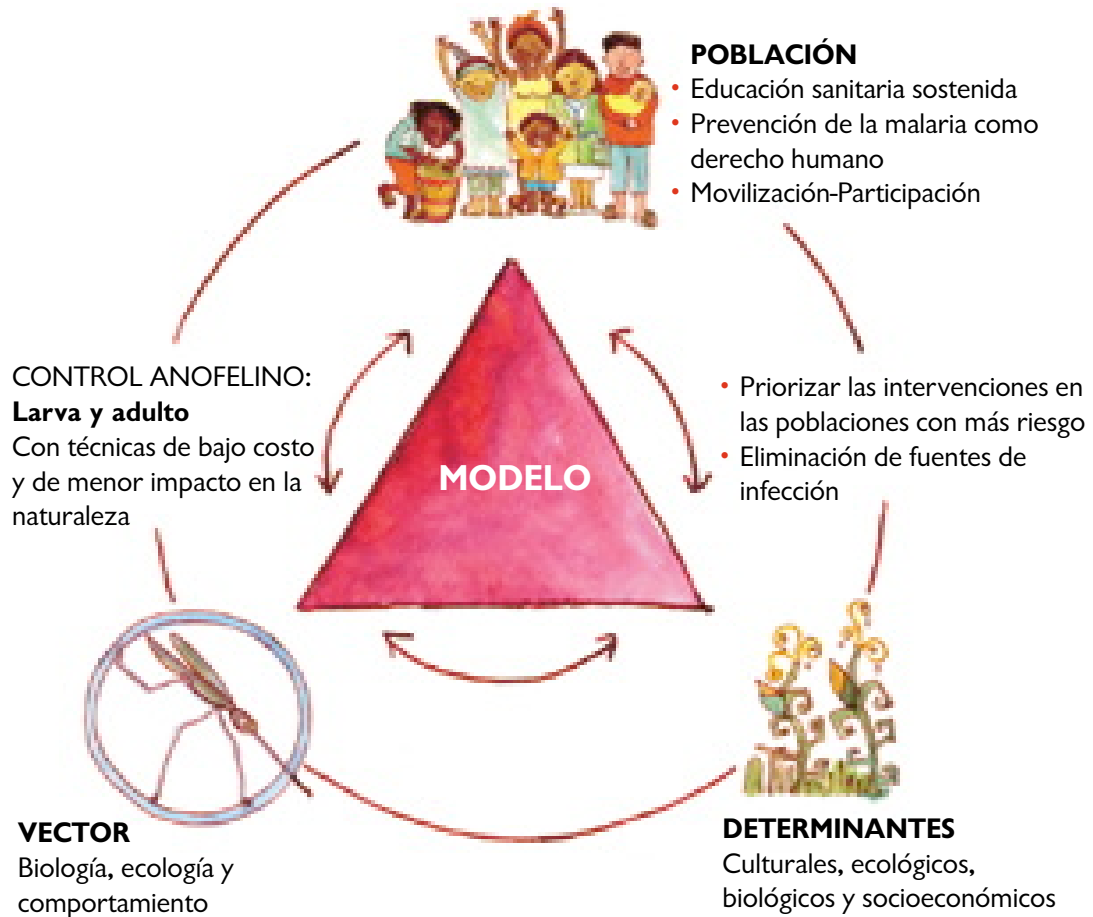 POBLACIÓN
• Educación sanitaria sostenida
• Prevención de la malaria como
derecho humano
• Movilización-Participación
CONTROL ANOFELINO:
Larva y adulto
Con técnicas de bajo costo
y de menor impacto en la
naturaleza
MODELO
• Priorizar las intervenciones en
las poblaciones con más riesgo
• Eliminación de fuentes de
infección
VECTOR
Biología, ecología y
comportamiento
DETERMINANTES
Culturales, ecológicos,
biológicos y socioeconómicos